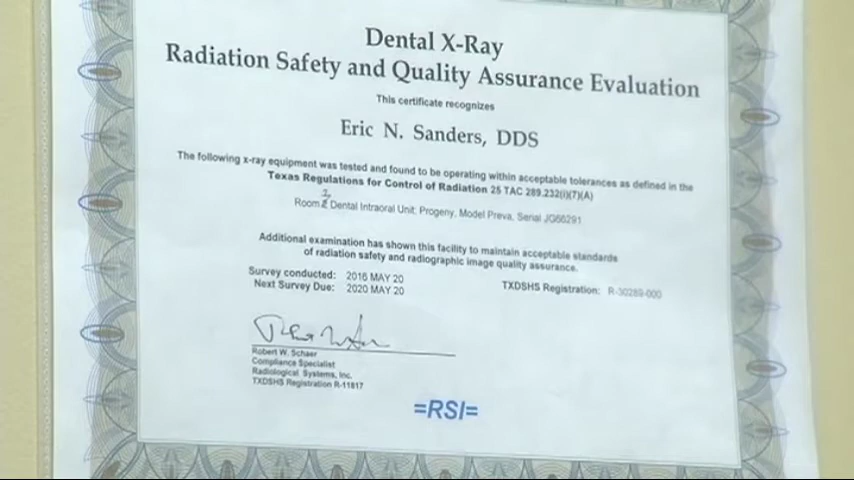 Dental X-Ray
Radiation Safety and Quality Assurance Evaluation
This certificate recognizes
Eric N. Sanders, DDS
The following x-ray equipment was tested and found to be operating within acceptable tolerances as defined in the
Texas Regulations for Control of Radiation 25 TAC 289.232(i)(7)(A)
Room 2 Dental Intraoral Unit: Progeny, Model Preva, Serial JG66291
Additional examination has shown this facility to maintain acceptable standards
of radiation safety and radiographic image quality assurance.
Survey conducted: 2016 MAY 20
Next Survey Due: 2020 MAY 20
TXDSHS Registration: R-30289-000
Robert W. Schaer
Compliance Specialist
Radiological Systems, Inc.
TXDSHS Registration R-11817
=RSI=